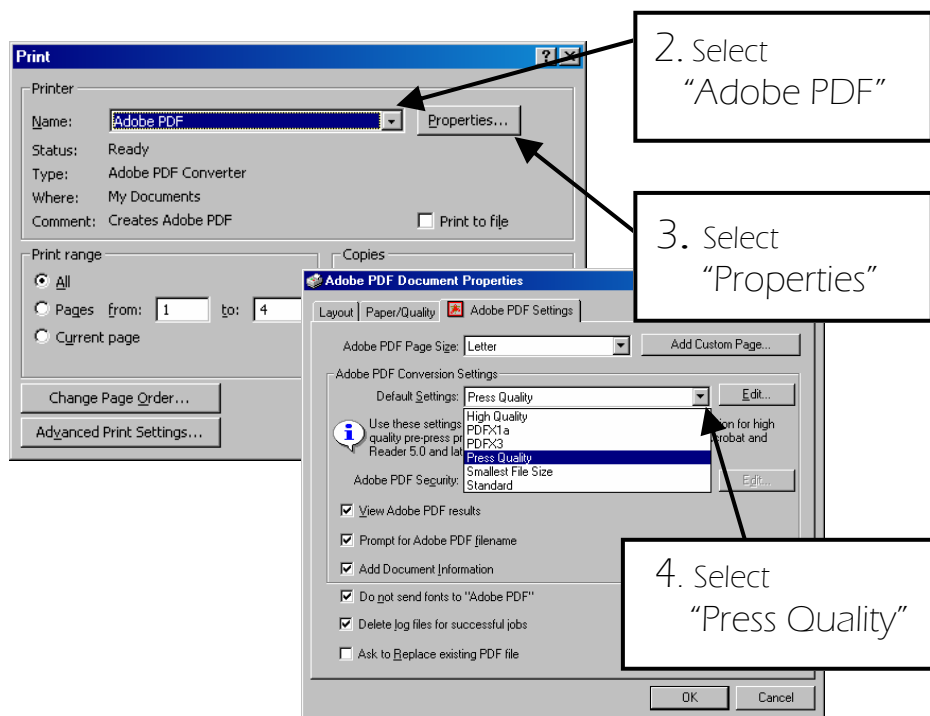 Print
Printer
Name: Adobe PDF Properties...
Status: Ready
Type: Adobe PDF Converter
Where: My Documents
Comment: Creates Adobe PDF Print to file
Print range
All
Pages from: 1 to: 4
Current page
Copies
Change Page Order...
Advanced Print Settings...
2. Select
"Adobe PDF"
3. Select
"Properties"
Adobe PDF Document Properties
Layout Paper/Quality Adobe PDF Settings
Adobe PDF Page Size: Letter Add Custom Page...
Adobe PDF Conversion Settings
Default Settings: Press Quality Edit...
Use these settings ion for high
quality pre-press robat and
Reader 5.0 and
High Quality
PDFX1a
PDFX3
Press Quality
Smallest File Size
Standard
Adobe PDF Security: Edit...
View Adobe PDF results
Prompt for Adobe PDF filename
Add Document Information
Do not send fonts to "Adobe PDF"
Delete log files for successful jobs
Ask to Replace existing PDF file
OK Cancel
4. Select
"Press Quality"